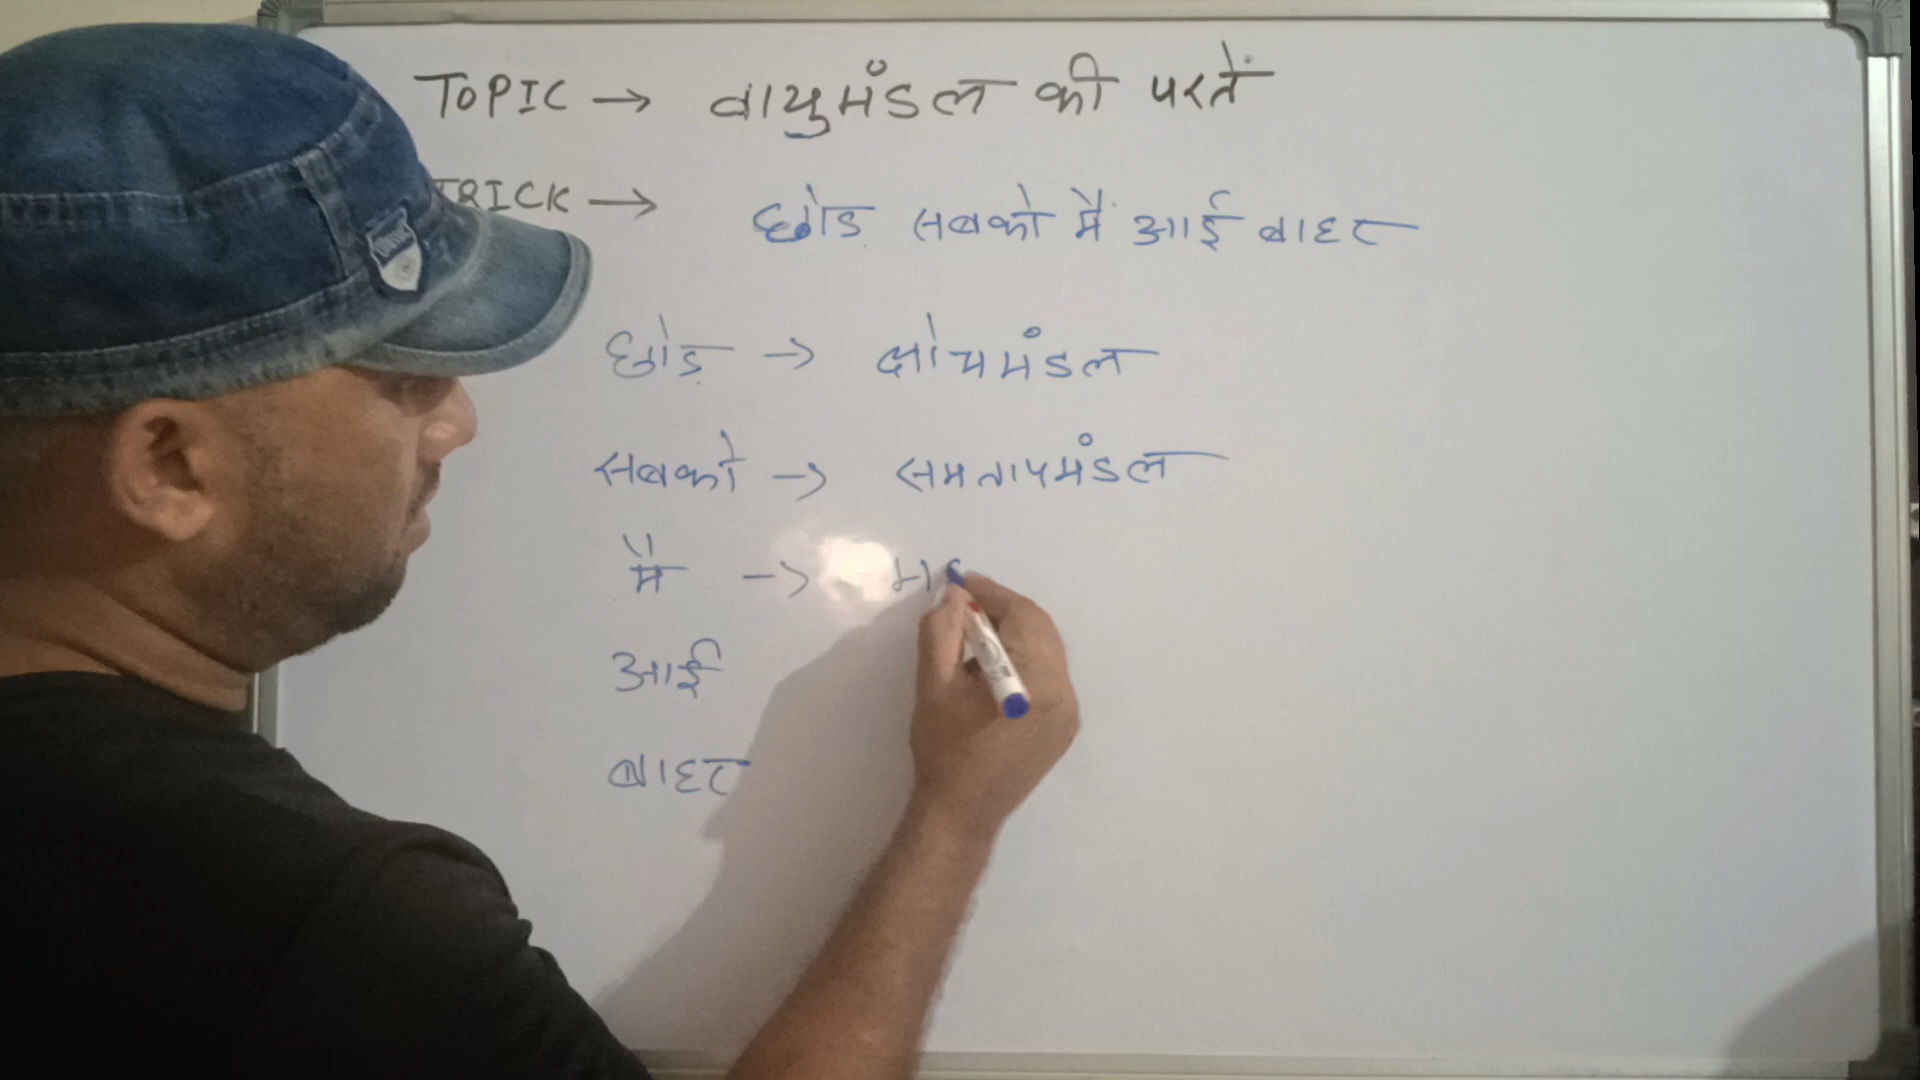 TOPIC → वायुमंडल की परतें
TRICK → छोड़ सबको मैं आई बाहर
छोड़ → क्षोभमंडल
सबको → समतापमंडल
मैं → म
आई
बाहर